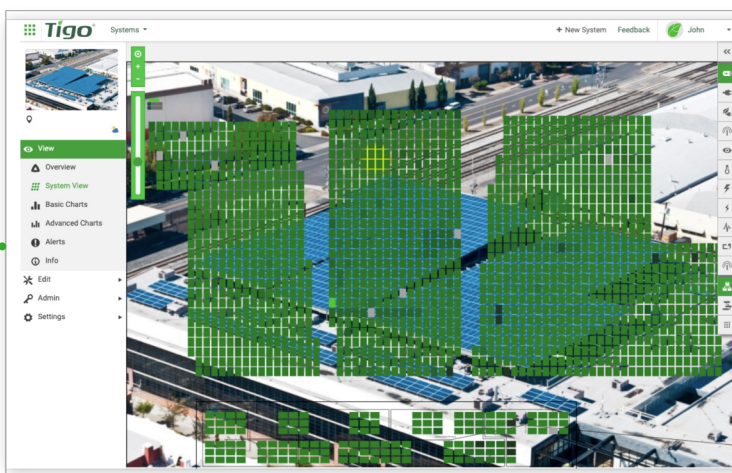 Tigo
Systems
+ New System
Feedback
John
View
Overview
System View
Basic Charts
Advanced Charts
Alerts
Info
Edit
Admin
Settings